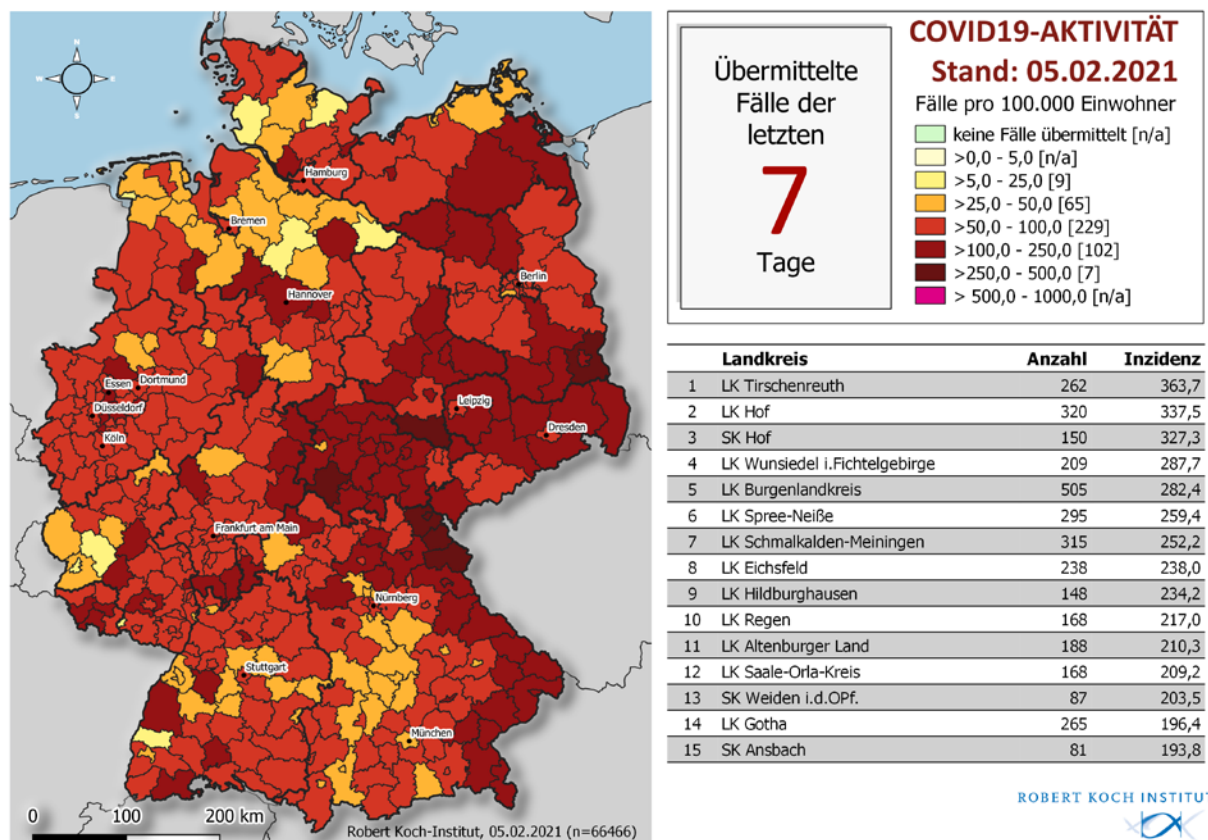 N
W
E
S
Hamburg
Bremen
Berlin
Hannover
Essen
Dortmund
Düsseldorf
Leipzig
Köln
Dresden
Frankfurt am Main
Nürnberg
Stuttgart
München
0 100 200 km
Robert Koch-Institut, 05.02.2021 (n=66466)
Übermittelte
Fälle der
letzten
7
Tage
COVID19-AKTIVITÄT
Stand: 05.02.2021
Fälle pro 100.000 Einwohner
keine Fälle übermittelt [n/a]
>0,0 - 5,0 [n/a]
>5,0 - 25,0 [9]
>25,0 - 50,0 [65]
>50,0 - 100,0 [229]
>100,0 - 250,0 [102]
>250,0 - 500,0 [7]
> 500,0 - 1000,0 [n/a]
Landkreis Anzahl Inzidenz
1 LK Tirschenreuth 262 363,7
2 LK Hof 320 337,5
3 SK Hof 150 327,3
4 LK Wunsiedel i.Fichtelgebirge 209 287,7
5 LK Burgenlandkreis 505 282,4
6 LK Spree-Neiße 295 259,4
7 LK Schmalkalden-Meiningen 315 252,2
8 LK Eichsfeld 238 238,0
9 LK Hildburghausen 148 234,2
10 LK Regen 168 217,0
11 LK Altenburger Land 188 210,3
12 LK Saale-Orla-Kreis 168 209,2
13 SK Weiden i.d.OPf. 87 203,5
14 LK Gotha 265 196,4
15 SK Ansbach 81 193,8
ROBERT KOCH INSTITUT